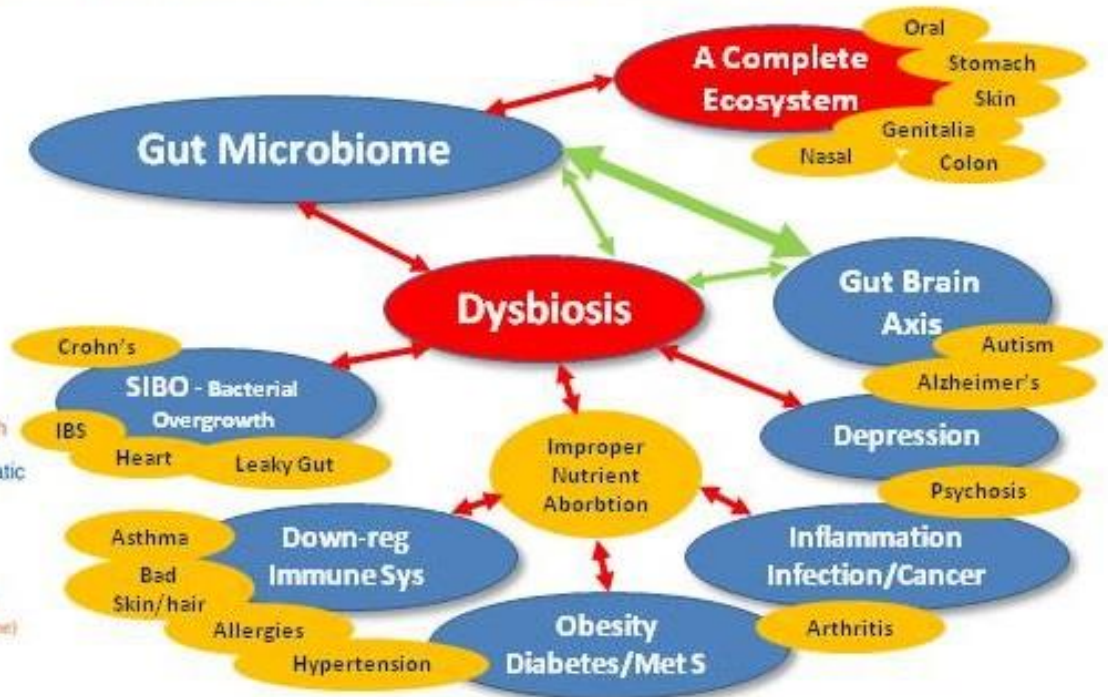 Oral
A Complete
Ecosystem
Stomach
Skin
Genitalia
Nasal
Colon
Gut Microbiome
Dysbiosis
Gut Brain
Axis
Autism
Alzheimer's
Crohn's
SIBO - Bacterial
Overgrowth
IBS
Heart
Leaky Gut
Improper
Nutrient
Aborbtion
Depression
Psychosis
Asthma
Bad
Skin/hair
Allergies
Hypertension
Down-reg
Immune Sys
Inflammation
Infection/Cancer
Obesity
Diabetes/Met S
Arthritis